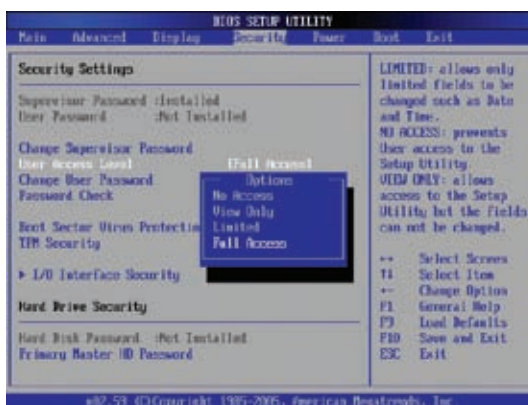 BIOS SETUP UTILITY
Main Advanced Display Security Power Boot Exit
Security Settings
Supervisor Password :Installed
User Password :Not Installed
Change Supervisor Password
User Access Level [Full Access]
Change User Password
Password Check
Boot Sector Virus Protectio
TPM Security
▶ I/O Interface Security
Hard Drive Security
Hard Disk Password :Not Installed
Primary Master HD Password
Options
No Access
View Only
Limited
Full Access
LIMITED: allows only
limited fields to be
changed such as Date
and Time.
NO ACCESS: prevents
User access to the
Setup Utility.
VIEW ONLY: allows
access to the Setup
Utility but the fields
can not be changed.
↔ Select Screen
↑↓ Select Item
+- Change Option
F1 General Help
F9 Load Defaults
F10 Save and Exit
ESC Exit
v02.59 (C)Copyright 1985-2005, American Megatrends, Inc.